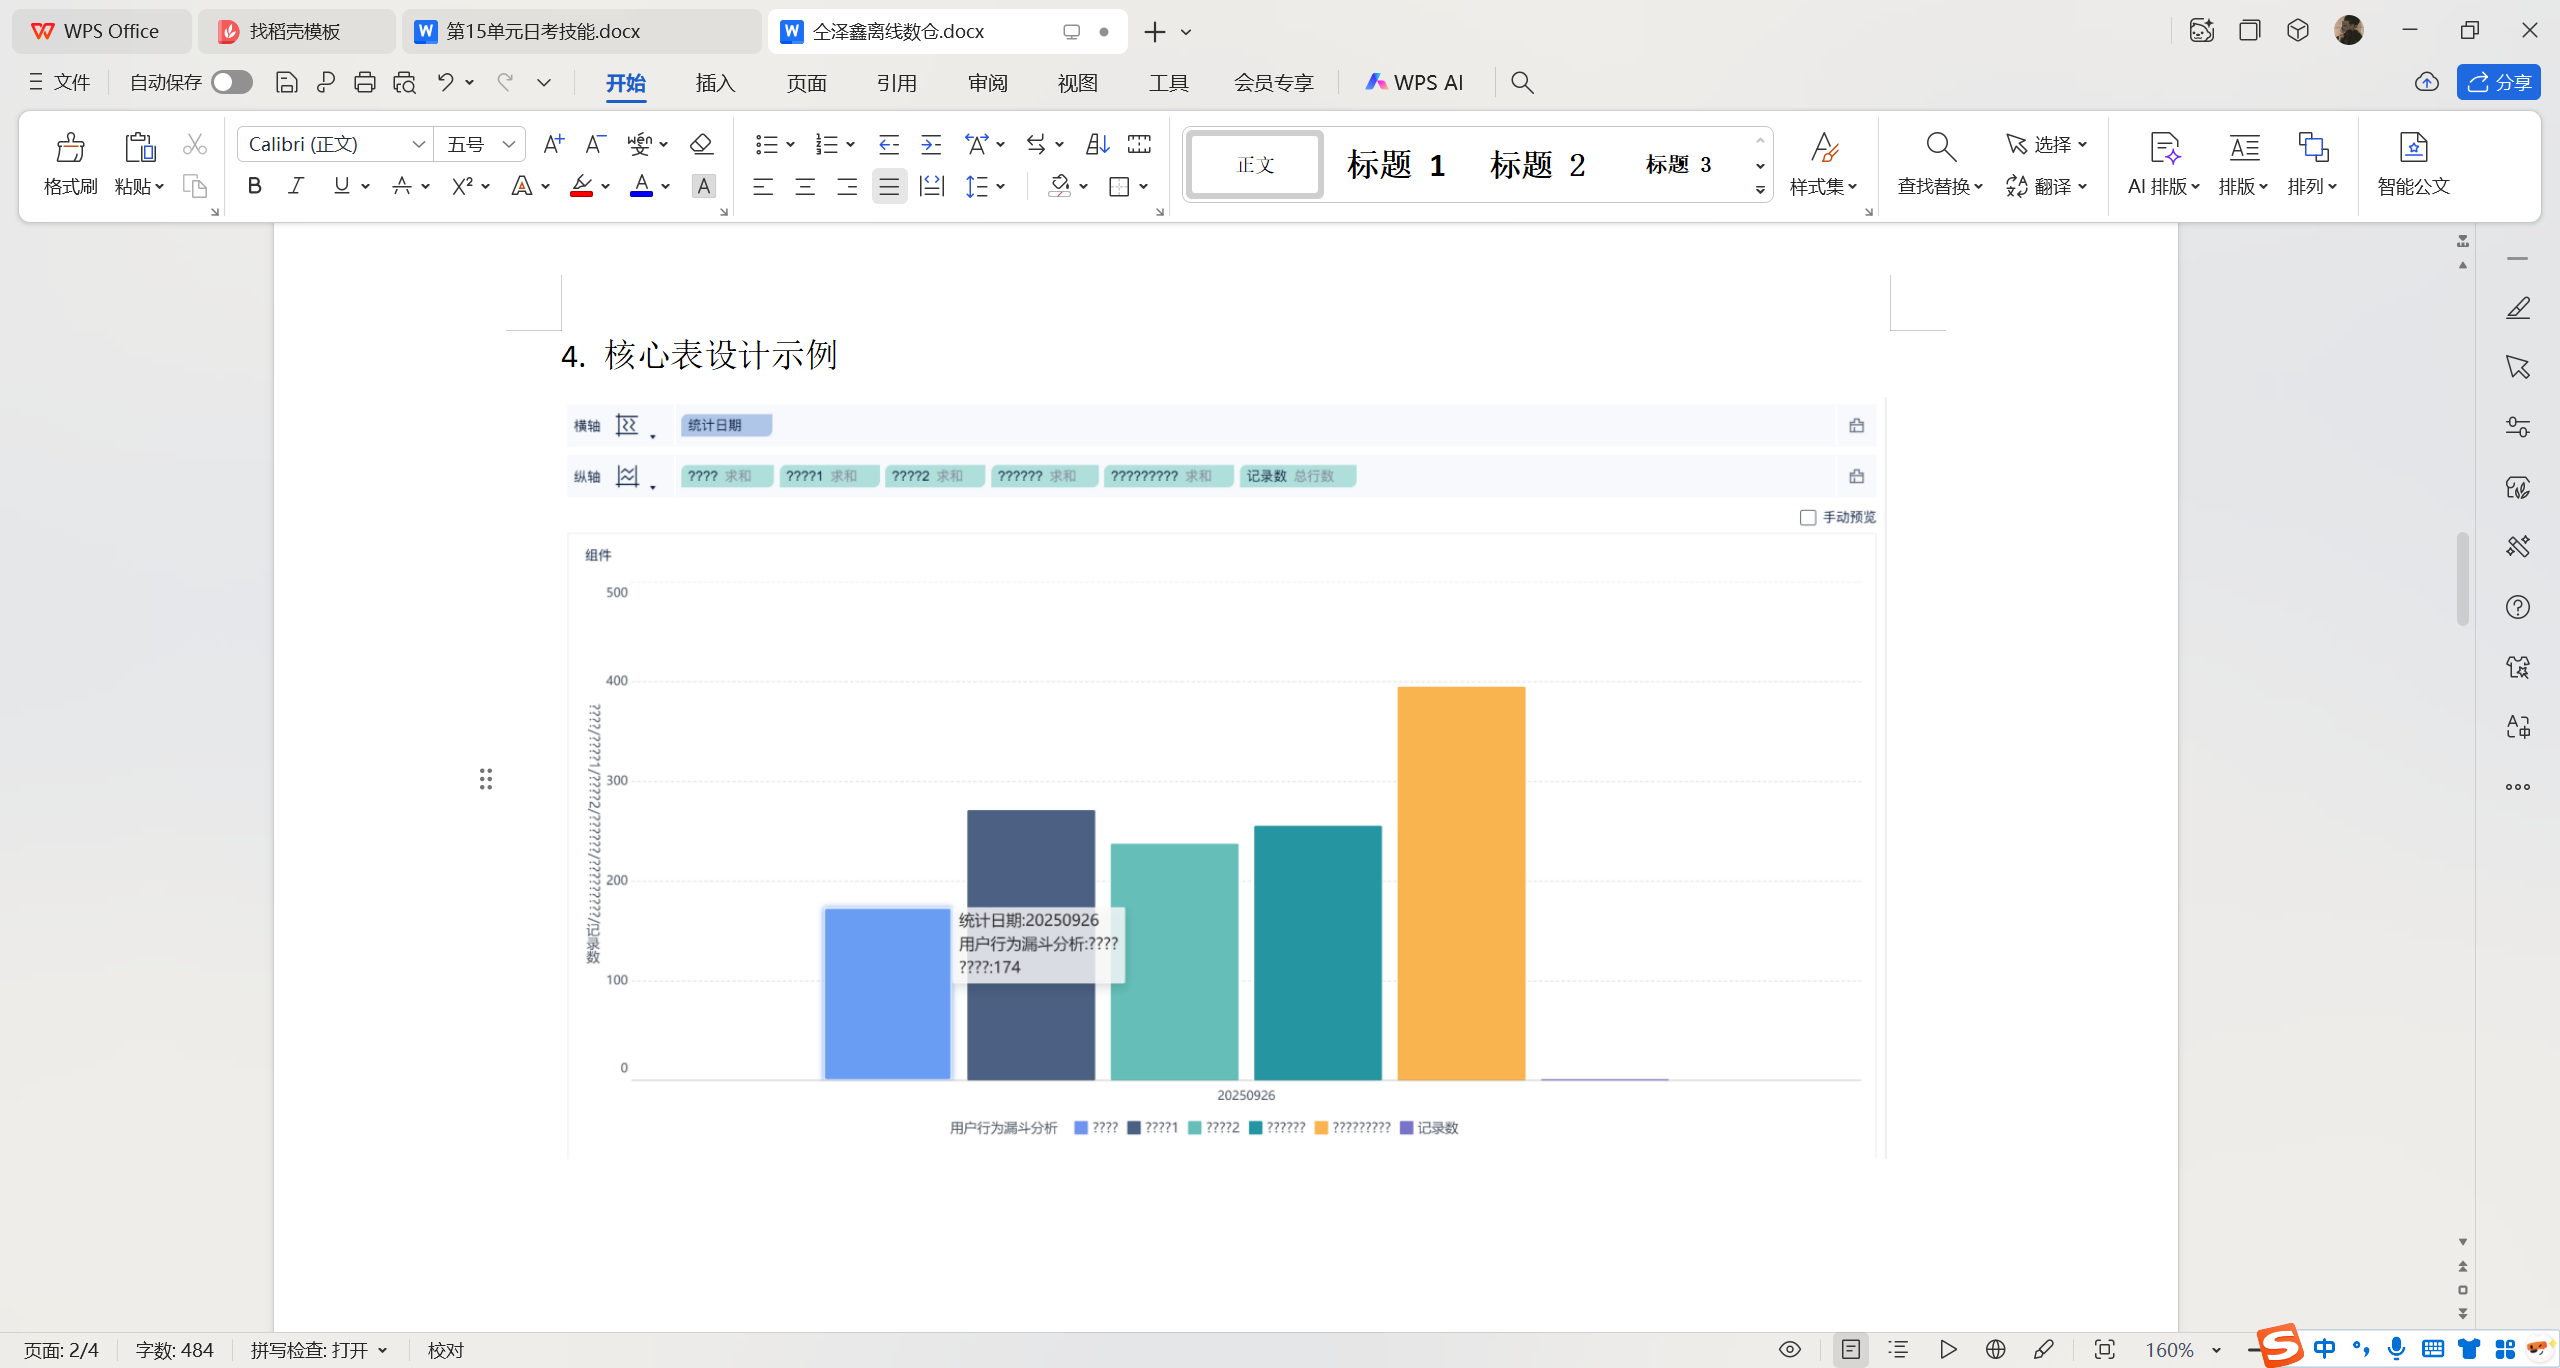 WPS Office 找稻壳模板 第15单元日考技能.docx 仝泽鑫离线数仓.docx
文件 自动保存 开始 插入 页面 引用 审阅 视图 工具 会员专享 WPS AI 分享
Calibri (正文) 五号
格式刷 粘贴 正文 标题 1 标题 2 标题 3 样式集 查找替换 选择 翻译 AI 排版 排版 排列 智能公文
4. 核心表设计示例
横轴 统计日期
纵轴 ???? 求和 ????1 求和 ????2 求和 ?????? 求和 ????????? 求和 记录数 总行数
手动预览
组件
500
400
300
200
100
0
????/????1/????2/??????/?????????/记录数
统计日期:20250926
用户行为漏斗分析:????
????:174
20250926
用户行为漏斗分析 ???? ????1 ????2 ?????? ????????? 记录数
页面: 2/4 字数: 484 拼写检查: 打开 校对 160% 中